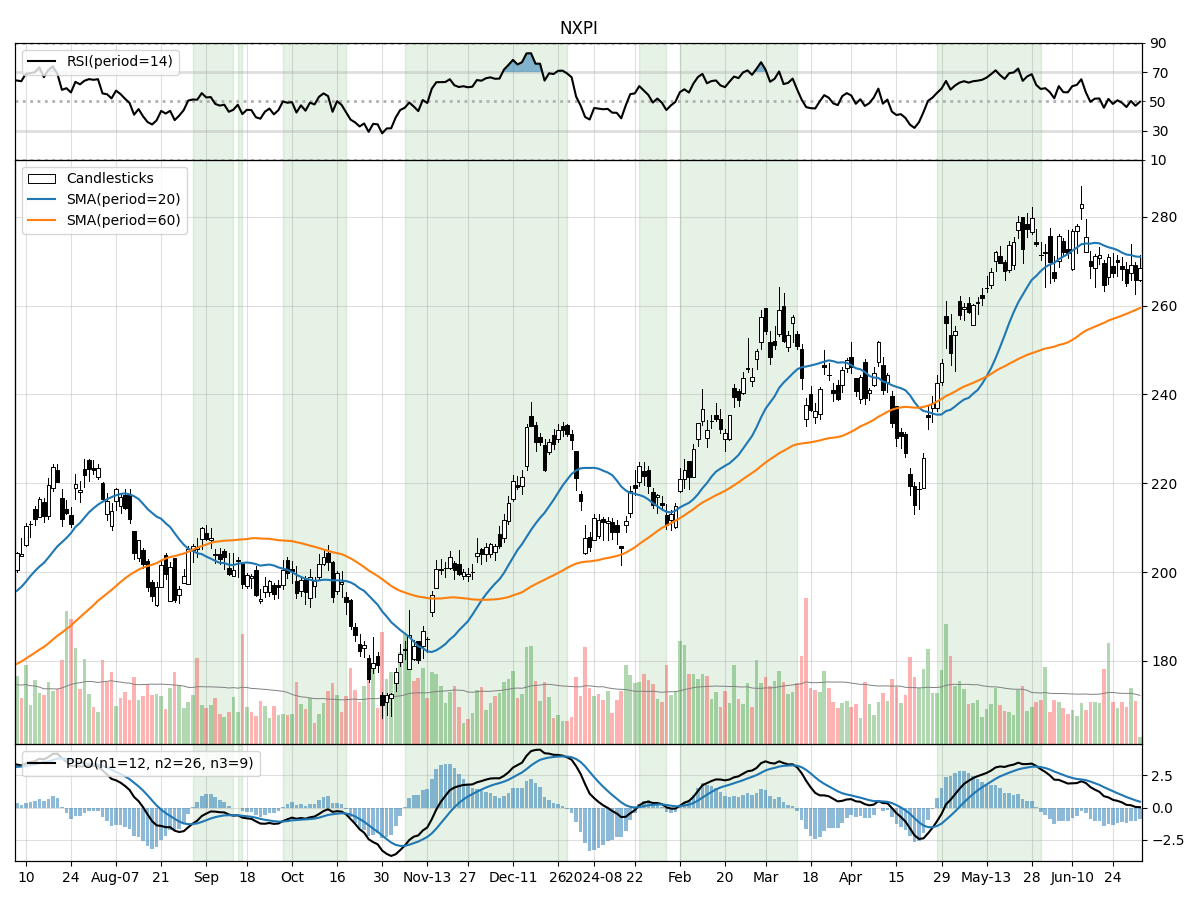 NXPI
RSI(period=14)
90
70
50
30
10
Candlesticks
SMA(period=20)
SMA(period=60)
280
260
240
220
200
180
PPO(n1=12, n2=26, n3=9)
2.5
0.0
−2.5
10 24 Aug-07 21 Sep 18 Oct 16 30 Nov-13 27 Dec-11 26 2024-08 22 Feb 20 Mar 18 Apr 15 29 May-13 28 Jun-10 24